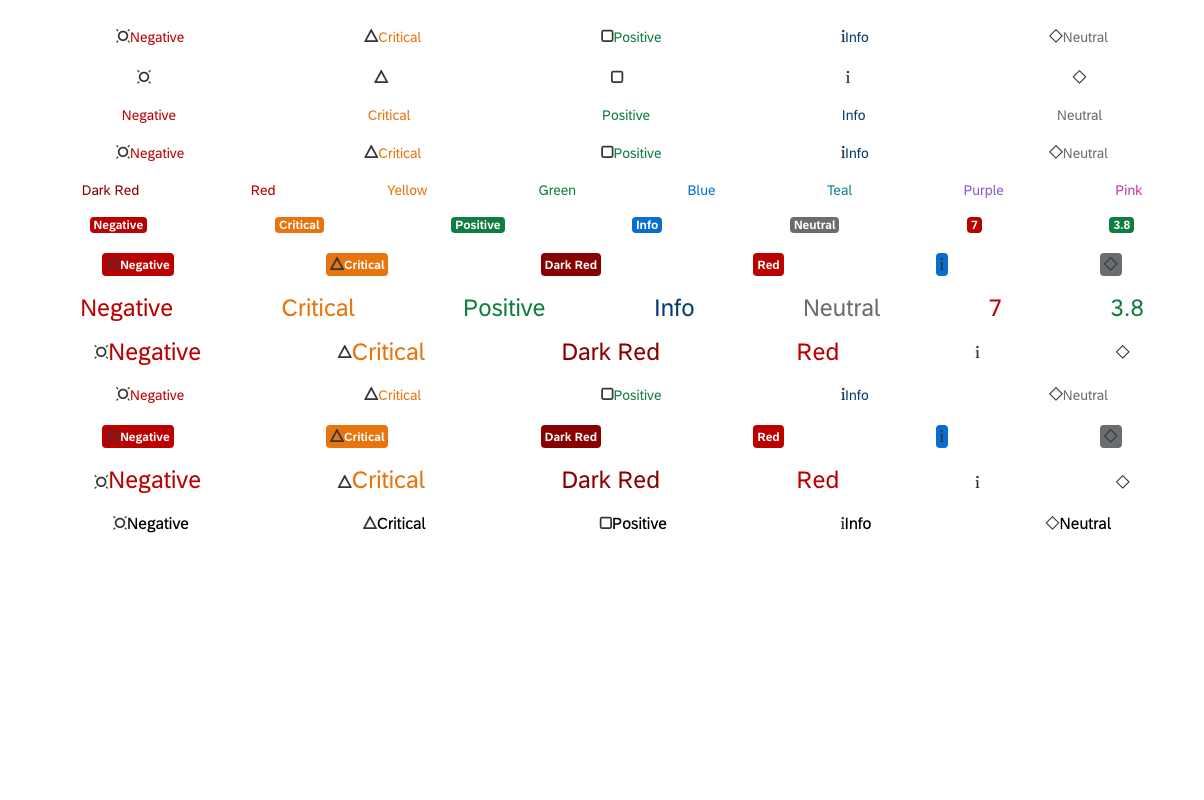 Negative Critical Positive iInfo Neutral
i
Negative Critical Positive Info Neutral
Negative Critical Positive iInfo Neutral
Dark Red Red Yellow Green Blue Teal Purple Pink
Negative Critical Positive Info Neutral 7 3.8
Negative Critical Dark Red Red i
Negative Critical Positive Info Neutral 7 3.8
Negative Critical Dark Red Red i
Negative Critical Positive iInfo Neutral
Negative Critical Dark Red Red i
Negative Critical Dark Red Red i
Negative Critical Positive iInfo Neutral